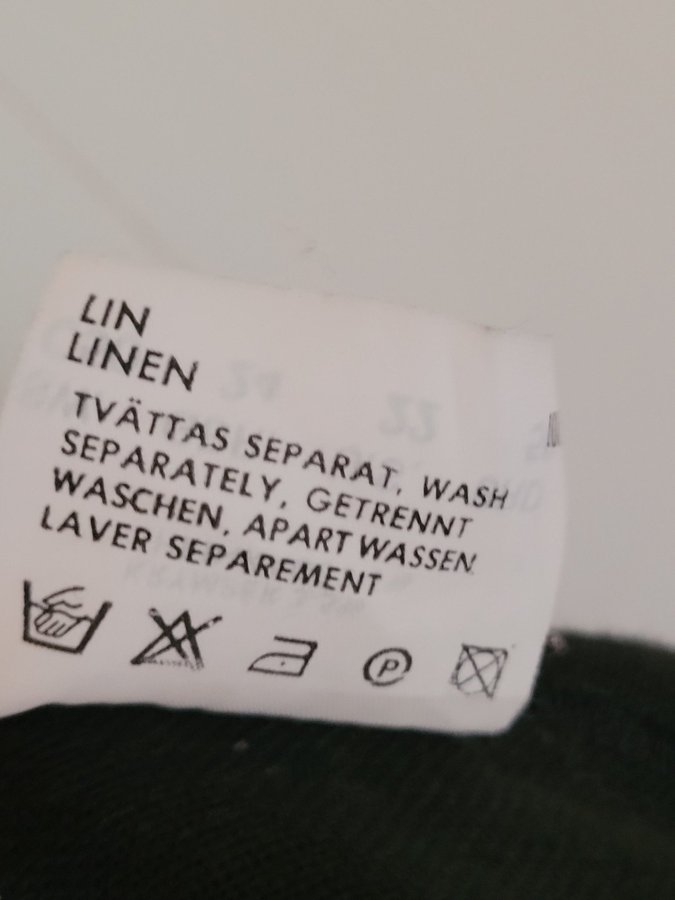 LIN
LINEN
TVÄTTAS SEPARAT, WASH
SEPARATELY, GETRENNT
WASCHEN, APART WASSEN
LAVER SEPAREMENT
P